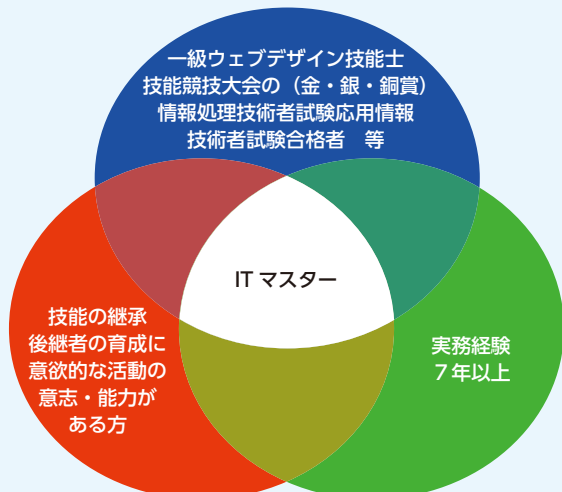 一級ウェブデザイン技能士
技能競技大会の（金・銀・銅賞）
情報処理技術者試験応用情報
技術者試験合格者　等
IT マスター
技能の継承
後継者の育成に
意欲的な活動の
意志・能力が
ある方
実務経験
７年以上